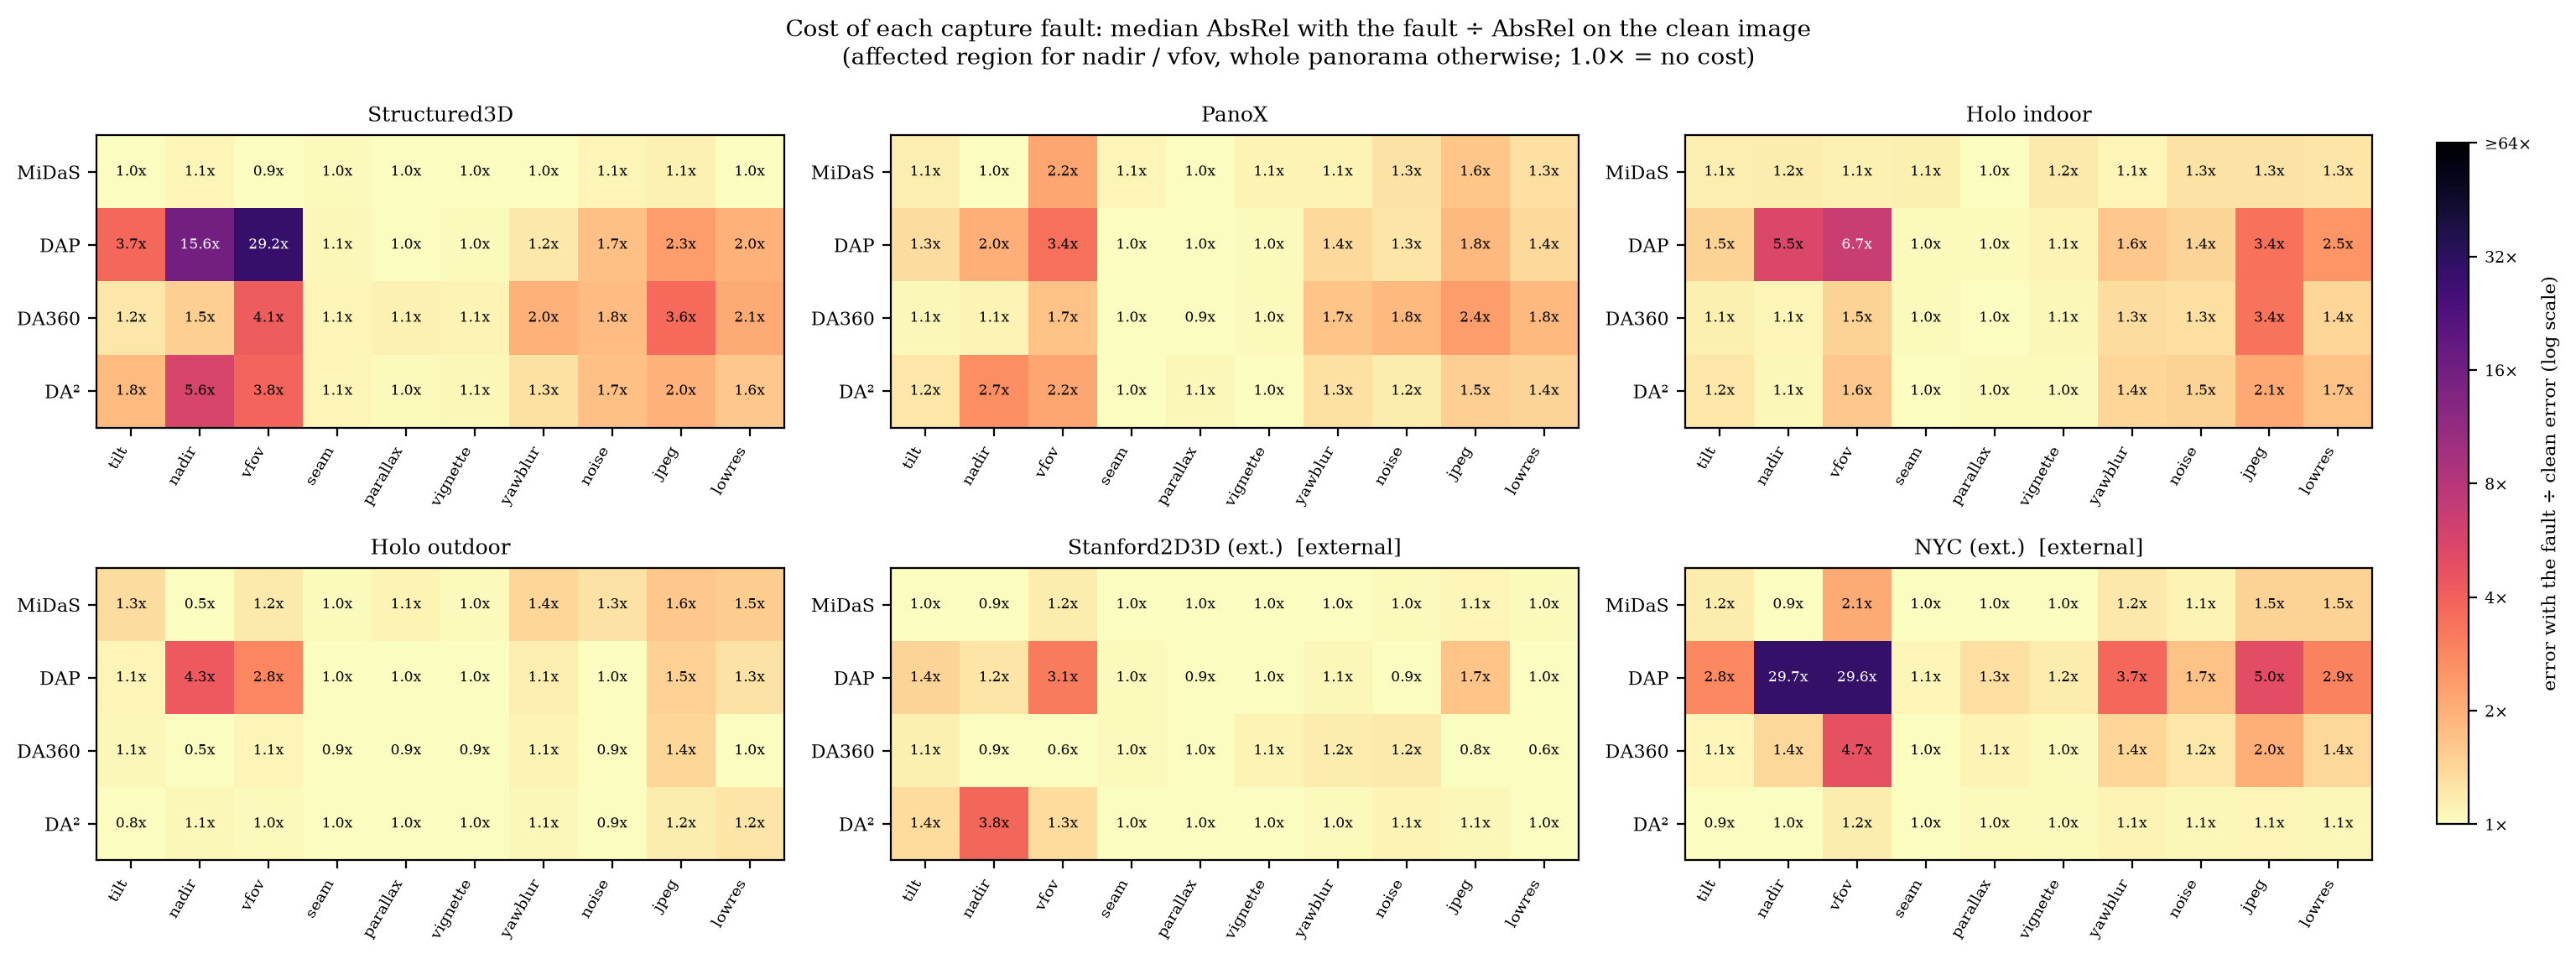 Cost of each capture fault: median AbsRel with the fault ÷ AbsRel on the clean image
(affected region for nadir / vfov, whole panorama otherwise; 1.0× = no cost)
Structured3D
MiDaS 1.0x 1.1x 0.9x 1.0x 1.0x 1.0x 1.0x 1.1x 1.1x 1.0x
DAP 3.7x 15.6x 29.2x 1.1x 1.0x 1.0x 1.2x 1.7x 2.3x 2.0x
DA360 1.2x 1.5x 4.1x 1.1x 1.1x 1.1x 2.0x 1.8x 3.6x 2.1x
DA² 1.8x 5.6x 3.8x 1.1x 1.0x 1.1x 1.3x 1.7x 2.0x 1.6x
tilt nadir vfov seam parallax vignette yawblur noise jpeg lowres
PanoX
MiDaS 1.1x 1.0x 2.2x 1.1x 1.0x 1.1x 1.1x 1.3x 1.6x 1.3x
DAP 1.3x 2.0x 3.4x 1.0x 1.0x 1.0x 1.4x 1.3x 1.8x 1.4x
DA360 1.1x 1.1x 1.7x 1.0x 0.9x 1.0x 1.7x 1.8x 2.4x 1.8x
DA² 1.2x 2.7x 2.2x 1.0x 1.1x 1.0x 1.3x 1.2x 1.5x 1.4x
tilt nadir vfov seam parallax vignette yawblur noise jpeg lowres
Holo indoor
MiDaS 1.1x 1.2x 1.1x 1.1x 1.0x 1.2x 1.1x 1.3x 1.3x 1.3x
DAP 1.5x 5.5x 6.7x 1.0x 1.0x 1.1x 1.6x 1.4x 3.4x 2.5x
DA360 1.1x 1.1x 1.5x 1.0x 1.0x 1.1x 1.3x 1.3x 3.4x 1.4x
DA² 1.2x 1.1x 1.6x 1.0x 1.0x 1.0x 1.4x 1.5x 2.1x 1.7x
tilt nadir vfov seam parallax vignette yawblur noise jpeg lowres
Holo outdoor
MiDaS 1.3x 0.5x 1.2x 1.0x 1.1x 1.0x 1.4x 1.3x 1.6x 1.5x
DAP 1.1x 4.3x 2.8x 1.0x 1.0x 1.0x 1.1x 1.0x 1.5x 1.3x
DA360 1.1x 0.5x 1.1x 0.9x 0.9x 0.9x 1.1x 0.9x 1.4x 1.0x
DA² 0.8x 1.1x 1.0x 1.0x 1.0x 1.0x 1.1x 0.9x 1.2x 1.2x
tilt nadir vfov seam parallax vignette yawblur noise jpeg lowres
Stanford2D3D (ext.) [external]
MiDaS 1.0x 0.9x 1.2x 1.0x 1.0x 1.0x 1.0x 1.0x 1.1x 1.0x
DAP 1.4x 1.2x 3.1x 1.0x 0.9x 1.0x 1.1x 0.9x 1.7x 1.0x
DA360 1.1x 0.9x 0.6x 1.0x 1.0x 1.1x 1.2x 1.2x 0.8x 0.6x
DA² 1.4x 3.8x 1.3x 1.0x 1.0x 1.0x 1.0x 1.1x 1.1x 1.0x
tilt nadir vfov seam parallax vignette yawblur noise jpeg lowres
NYC (ext.) [external]
MiDaS 1.2x 0.9x 2.1x 1.0x 1.0x 1.0x 1.2x 1.1x 1.5x 1.5x
DAP 2.8x 29.7x 29.6x 1.1x 1.3x 1.2x 3.7x 1.7x 5.0x 2.9x
DA360 1.1x 1.4x 4.7x 1.0x 1.1x 1.0x 1.4x 1.2x 2.0x 1.4x
DA² 0.9x 1.0x 1.2x 1.0x 1.0x 1.0x 1.1x 1.1x 1.1x 1.1x
tilt nadir vfov seam parallax vignette yawblur noise jpeg lowres
≥64×
32×
16×
8×
4×
2×
1×
error with the fault ÷ clean error (log scale)